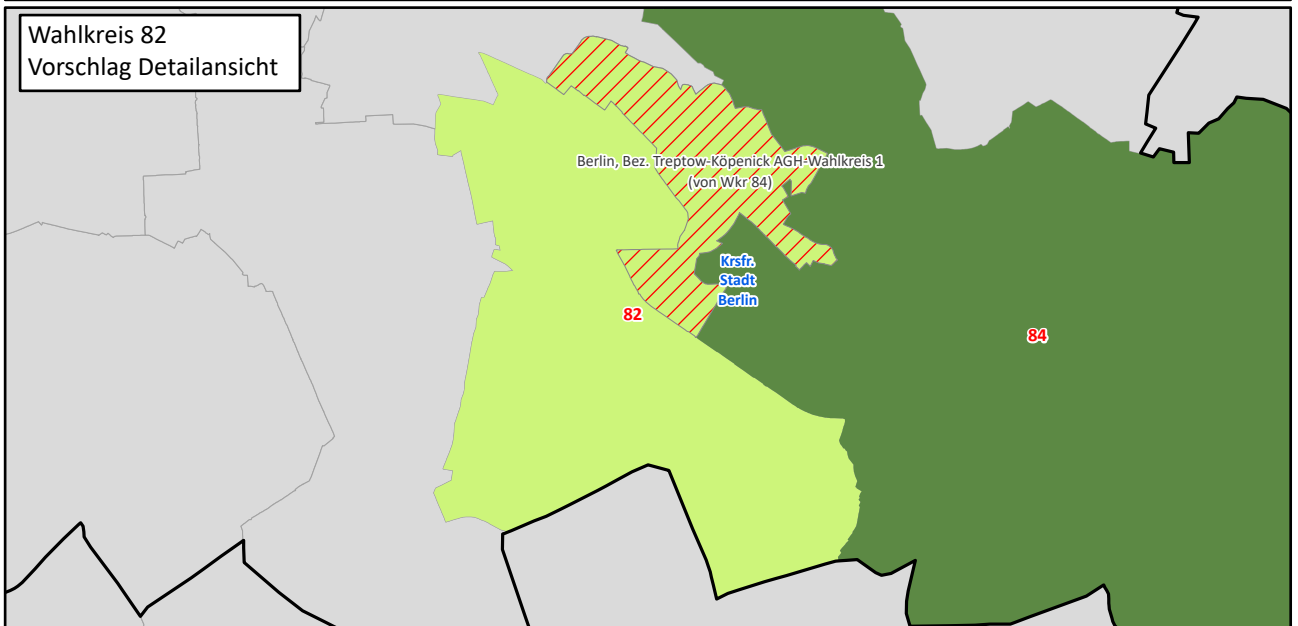 Wahlkreis 82
Vorschlag Detailansicht
Berlin, Bez. Treptow-Köpenick AGH-Wahlkreis 1
(von Wkr 84)
Krsfr.
Stadt
Berlin
82
84